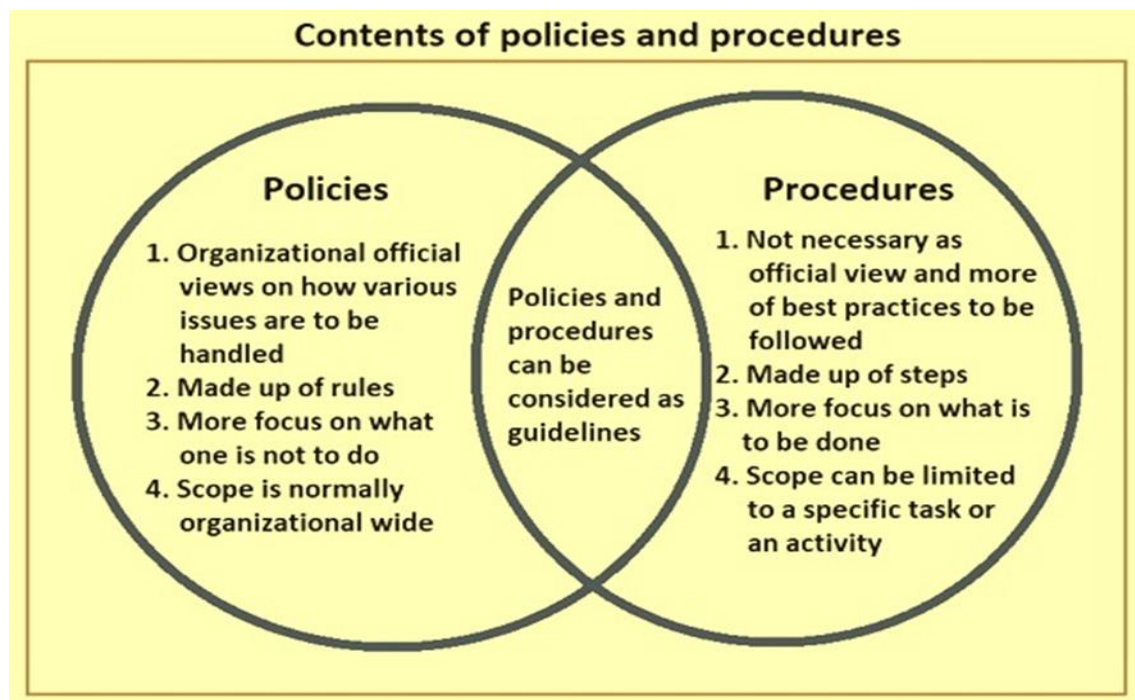 Contents of policies and procedures
Policies
1. Organizational official
views on how various
issues are to be
handled
2. Made up of rules
3. More focus on what
one is not to do
4. Scope is normally
organizational wide
Policies and
procedures
can be
considered as
guidelines
Procedures
1. Not necessary as
official view and more
of best practices to be
followed
2. Made up of steps
3. More focus on what is
to be done
4. Scope can be limited
to a specific task or
an activity